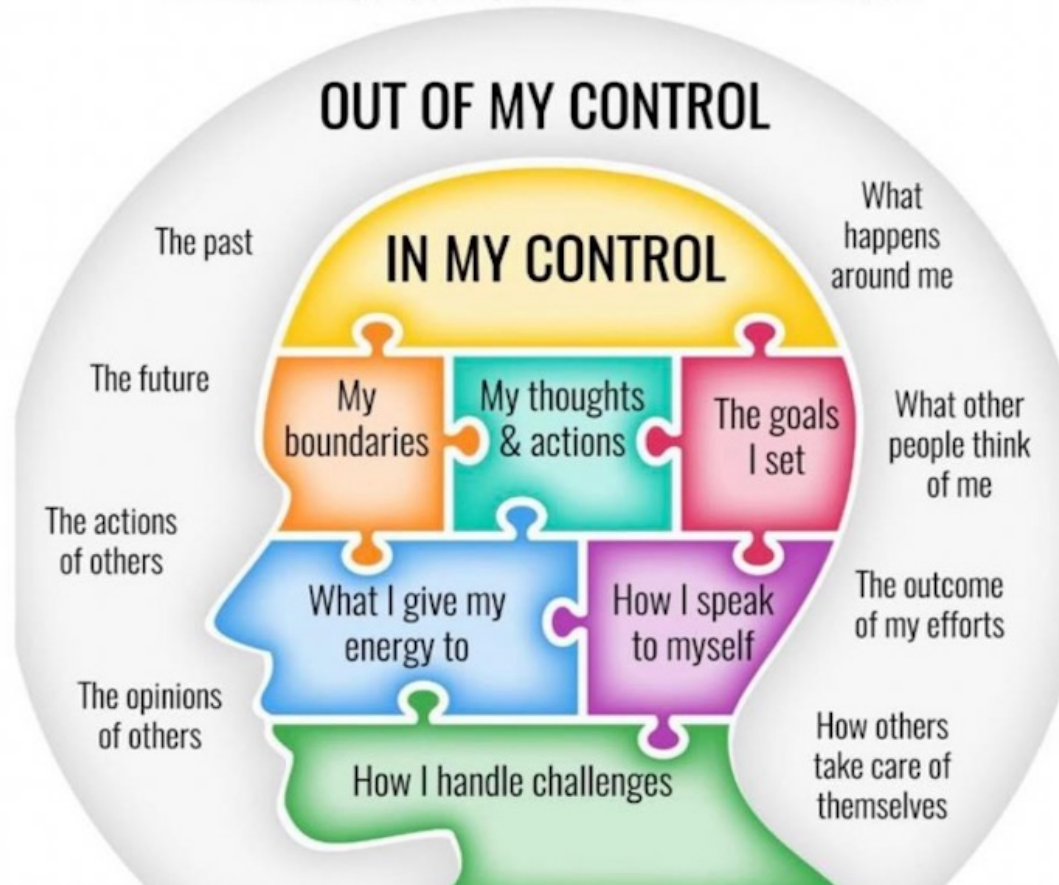 OUT OF MY CONTROL
The past
The future
The actions
of others
The opinions
of others
IN MY CONTROL
My
boundaries
My thoughts
& actions
The goals
I set
What I give my
energy to
How I speak
to myself
How I handle challenges
What
happens
around me
What other
people think
of me
The outcome
of my efforts
How others
take care of
themselves